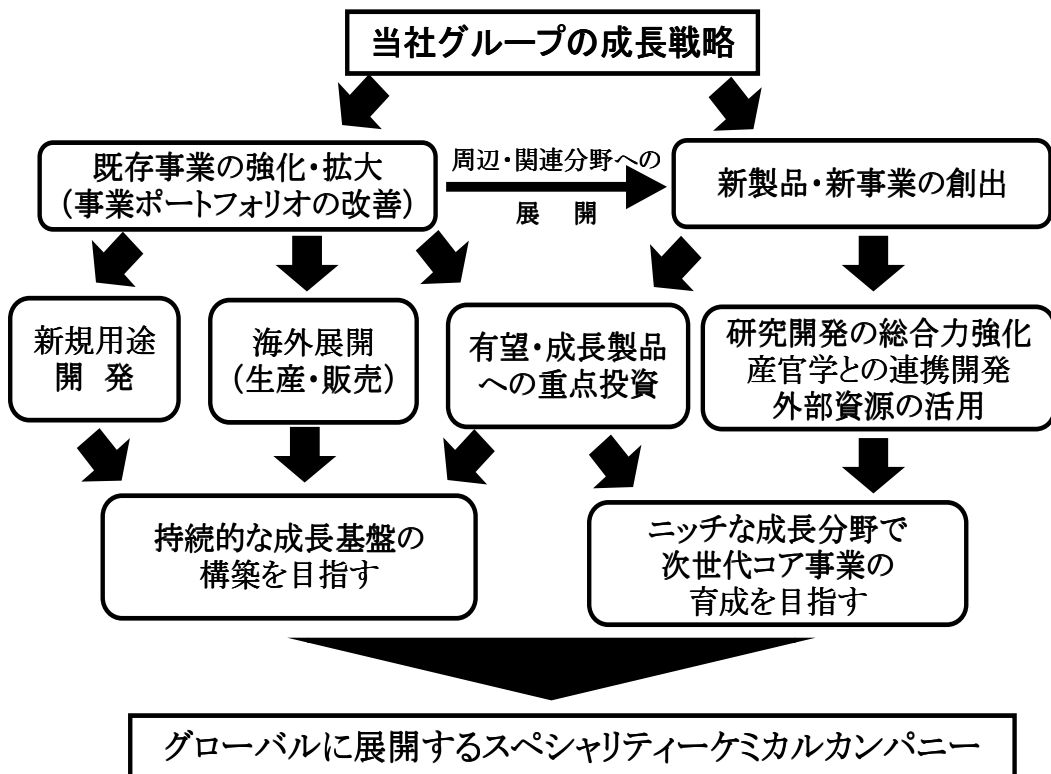 当社グループの成長戦略
既存事業の強化・拡大
(事業ポートフォリオの改善)
周辺・関連分野への
展　開
新製品・新事業の創出
新規用途
開　発
海外展開
(生産・販売)
有望・成長製品
への重点投資
研究開発の総合力強化
産官学との連携開発
外部資源の活用
持続的な成長基盤の
構築を目指す
ニッチな成長分野で
次世代コア事業の
育成を目指す
グローバルに展開するスペシャリティーケミカルカンパニー